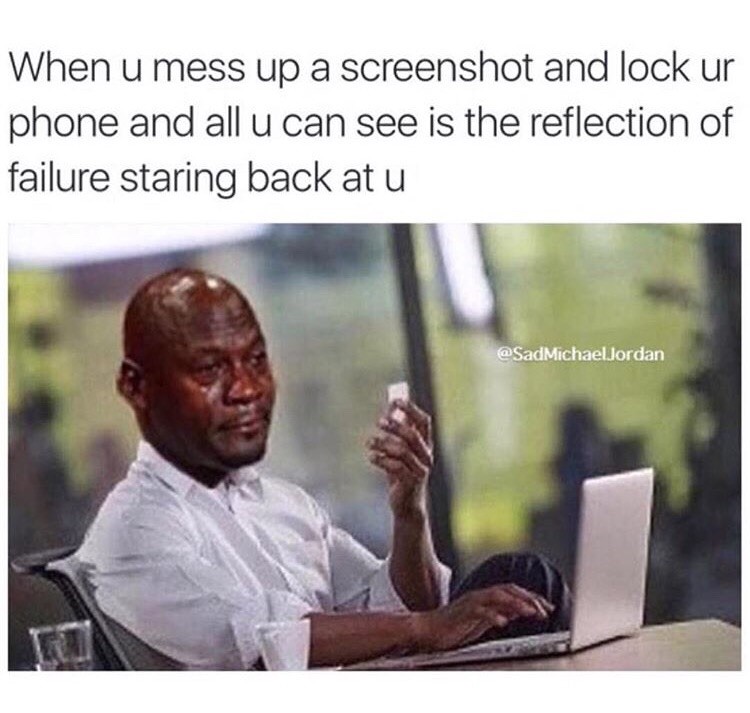 When u mess up a screenshot and lock ur
phone and all u can see is the reflection of
failure staring back at u
@SadMichaelJordan